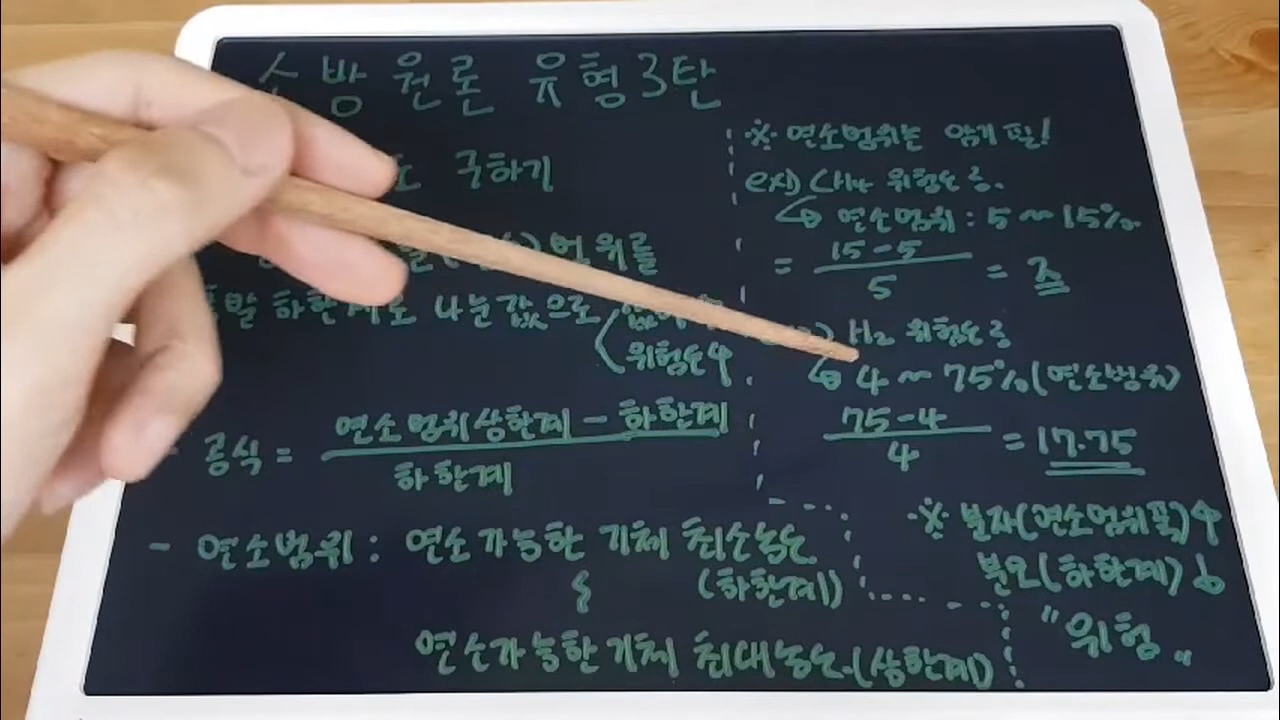 소방원론 유형3탄
구하기
범위를
하한계로 나눈값으로
위험도↑
공식 = 연소범위상한계 - 하한계
하한계
- 연소범위 : 연소가능한 기체 최소농도
(하한계)
연소가능한 기체 최대농도(상한계)
※ 연소범위는 암기 필!
ex1) CH4 위험도는.
↳ 연소범위 : 5 ~ 15%
= 15-5 / 5 = 2
H2 위험도는
↳ 4 ~ 75%(연소범위)
75-4 / 4 = 17.75
※ 분자(연소범위폭)↑
분모(하한계)↓
"위험"